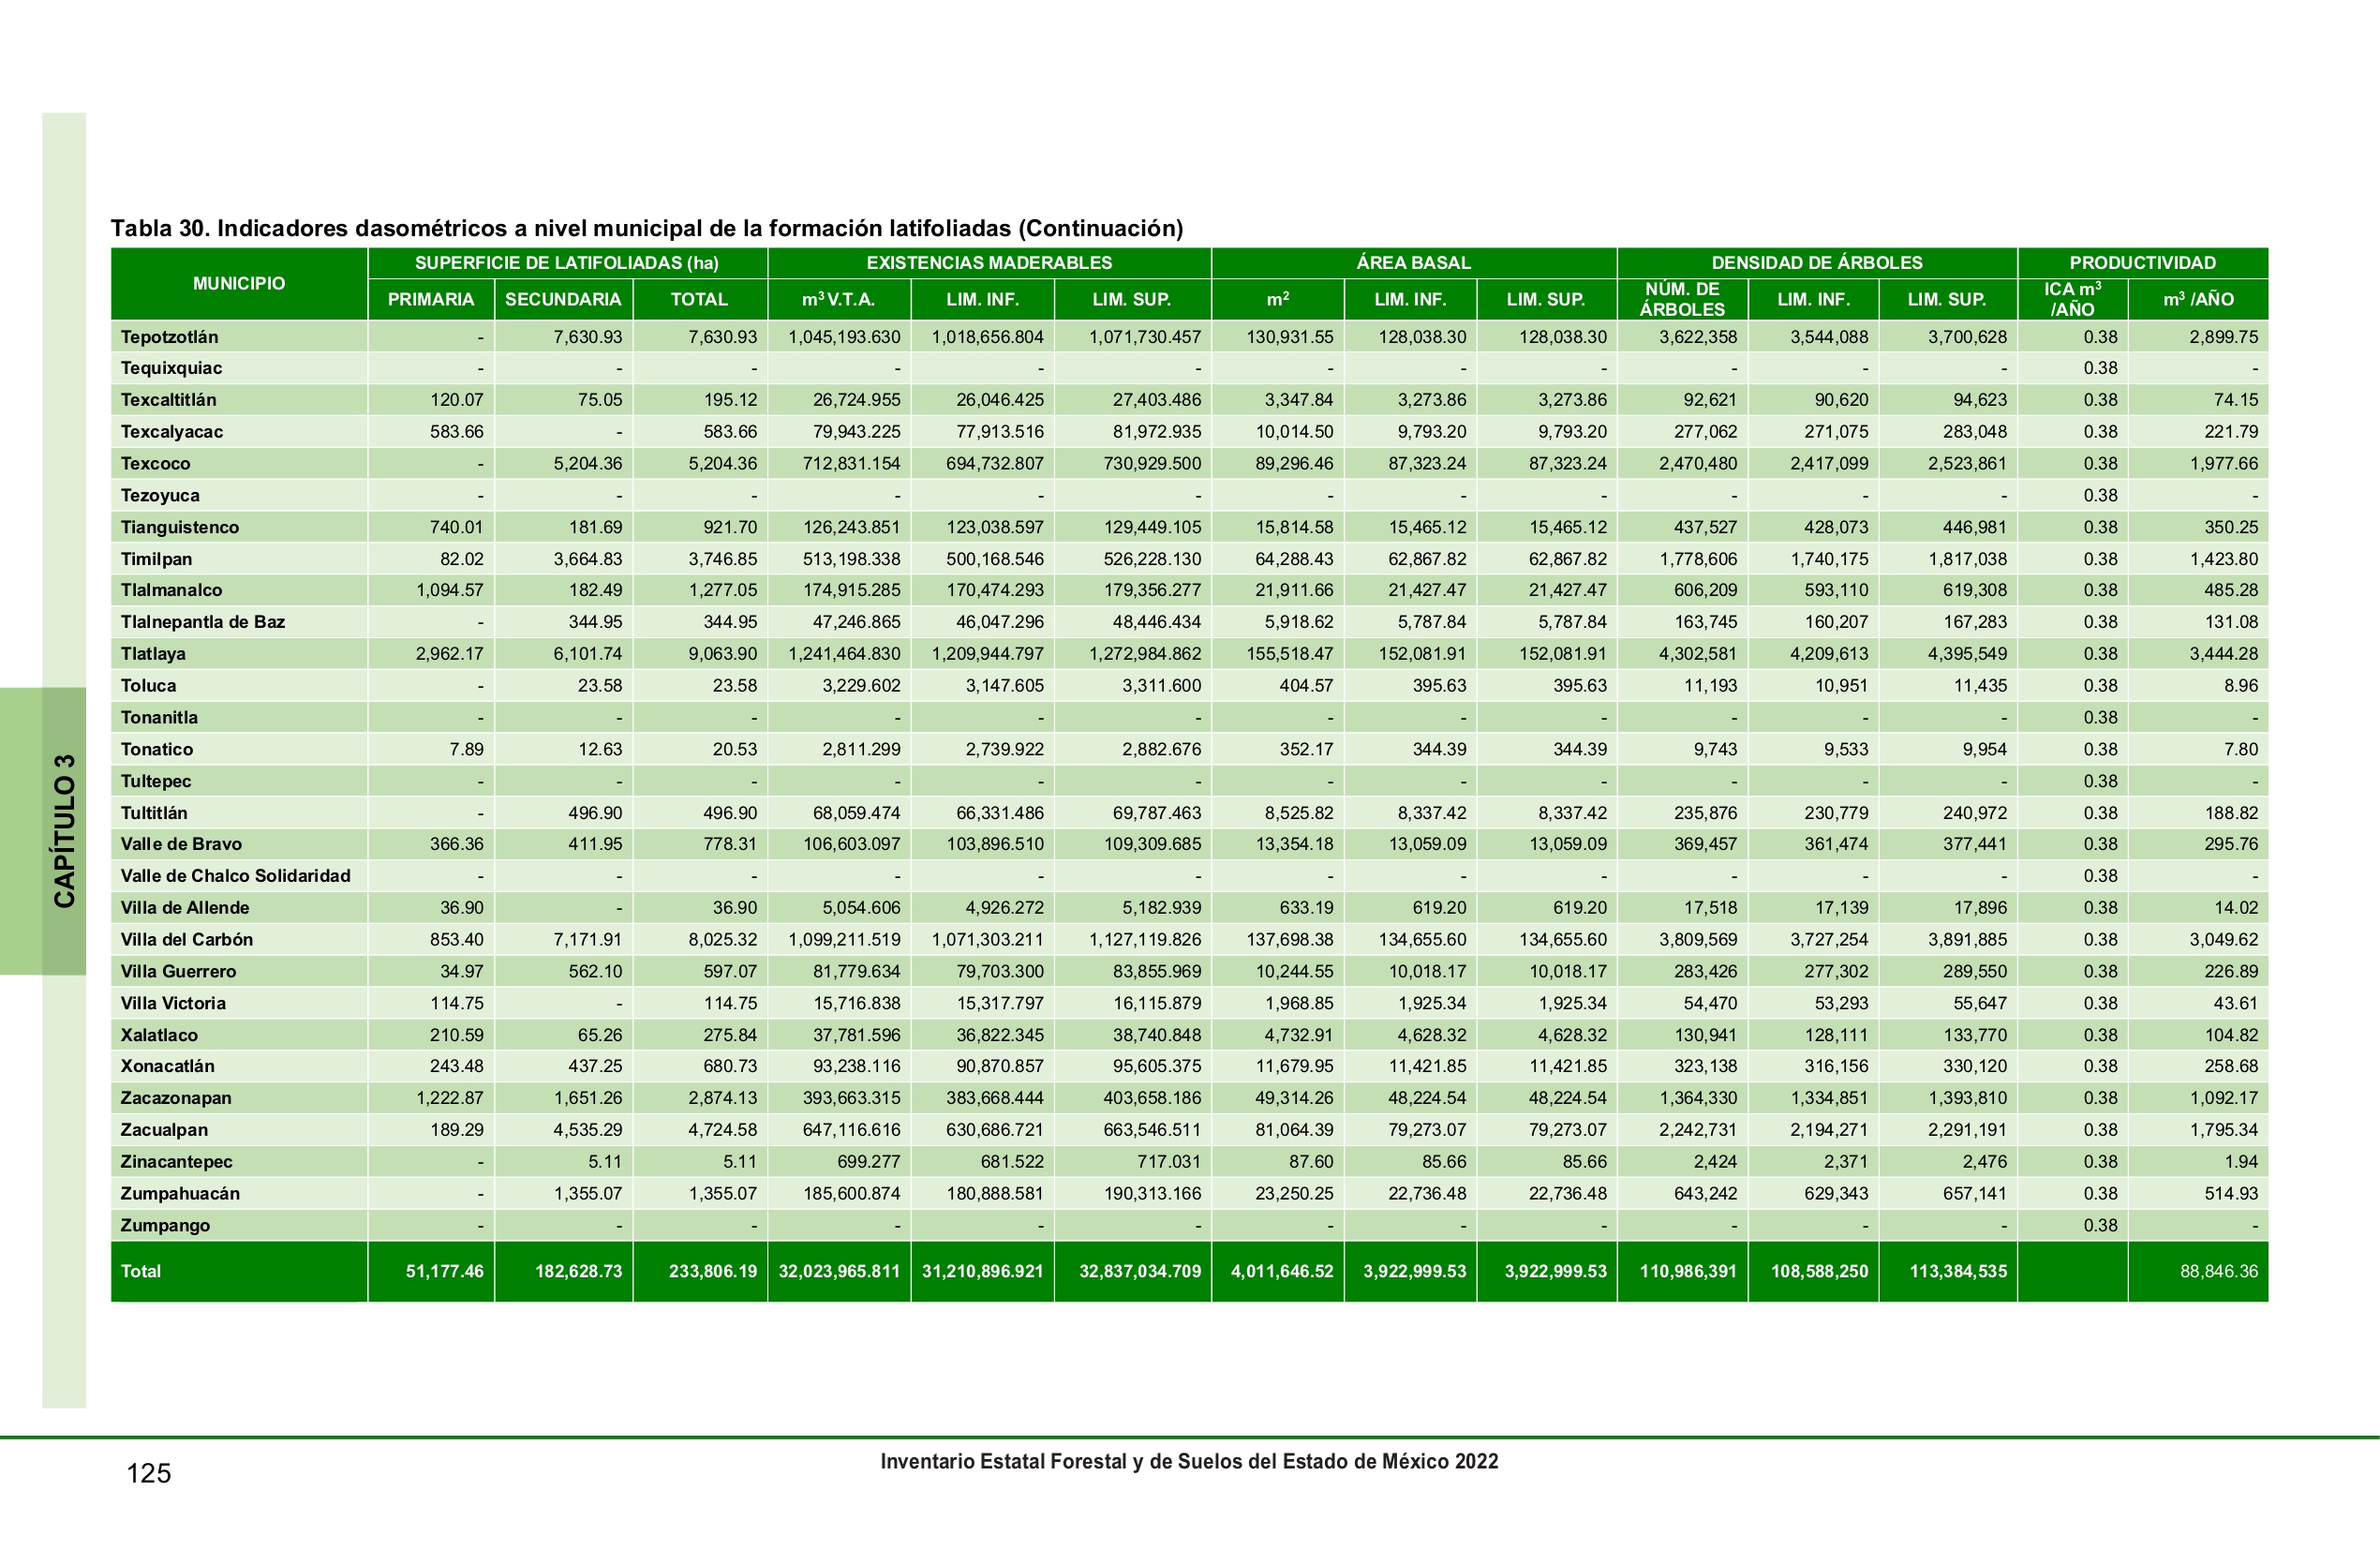 Tabla 30. Indicadores dasométricos a nivel municipal de la formación latifoliadas (Continuación)
MUNICIPIO SUPERFICIE DE LATIFOLIADAS (ha) EXISTENCIAS MADERABLES ÁREA BASAL DENSIDAD DE ÁRBOLES PRODUCTIVIDAD
PRIMARIA SECUNDARIA TOTAL m³ V.T.A. LIM. INF. LIM. SUP. m² LIM. INF. LIM. SUP. NÚM. DE ÁRBOLES LIM. INF. LIM. SUP. ICA m³ /AÑO m³ /AÑO
Tepotzotlán - 7,630.93 7,630.93 1,045,193.630 1,018,656.804 1,071,730.457 130,931.55 128,038.30 128,038.30 3,622,358 3,544,088 3,700,628 0.38 2,899.75
Tequixquiac - - - - - - - - - - - - 0.38 -
Texcaltitlán 120.07 75.05 195.12 26,724.955 26,046.425 27,403.486 3,347.84 3,273.86 3,273.86 92,621 90,620 94,623 0.38 74.15
Texcalyacac 583.66 - 583.66 79,943.225 77,913.516 81,972.935 10,014.50 9,793.20 9,793.20 277,062 271,075 283,048 0.38 221.79
Texcoco - 5,204.36 5,204.36 712,831.154 694,732.807 730,929.500 89,296.46 87,323.24 87,323.24 2,470,480 2,417,099 2,523,861 0.38 1,977.66
Tezoyuca - - - - - - - - - - - - 0.38 -
Tianguistenco 740.01 181.69 921.70 126,243.851 123,038.597 129,449.105 15,814.58 15,465.12 15,465.12 437,527 428,073 446,981 0.38 350.25
Timilpan 82.02 3,664.83 3,746.85 513,198.338 500,168.546 526,228.130 64,288.43 62,867.82 62,867.82 1,778,606 1,740,175 1,817,038 0.38 1,423.80
Tlalmanalco 1,094.57 182.49 1,277.05 174,915.285 170,474.293 179,356.277 21,911.66 21,427.47 21,427.47 606,209 593,110 619,308 0.38 485.28
Tlalnepantla de Baz - 344.95 344.95 47,246.865 46,047.296 48,446.434 5,918.62 5,787.84 5,787.84 163,745 160,207 167,283 0.38 131.08
Tlatlaya 2,962.17 6,101.74 9,063.90 1,241,464.830 1,209,944.797 1,272,984.862 155,518.47 152,081.91 152,081.91 4,302,581 4,209,613 4,395,549 0.38 3,444.28
Toluca - 23.58 23.58 3,229.602 3,147.605 3,311.600 404.57 395.63 395.63 11,193 10,951 11,435 0.38 8.96
Tonanitla - - - - - - - - - - - - 0.38 -
Tonatico 7.89 12.63 20.53 2,811.299 2,739.922 2,882.676 352.17 344.39 344.39 9,743 9,533 9,954 0.38 7.80
Tultepec - - - - - - - - - - - - 0.38 -
Tultitlán - 496.90 496.90 68,059.474 66,331.486 69,787.463 8,525.82 8,337.42 8,337.42 235,876 230,779 240,972 0.38 188.82
Valle de Bravo 366.36 411.95 778.31 106,603.097 103,896.510 109,309.685 13,354.18 13,059.09 13,059.09 369,457 361,474 377,441 0.38 295.76
Valle de Chalco Solidaridad - - - - - - - - - - - - 0.38 -
Villa de Allende 36.90 - 36.90 5,054.606 4,926.272 5,182.939 633.19 619.20 619.20 17,518 17,139 17,896 0.38 14.02
Villa del Carbón 853.40 7,171.91 8,025.32 1,099,211.519 1,071,303.211 1,127,119.826 137,698.38 134,655.60 134,655.60 3,809,569 3,727,254 3,891,885 0.38 3,049.62
Villa Guerrero 34.97 562.10 597.07 81,779.634 79,703.300 83,855.969 10,244.55 10,018.17 10,018.17 283,426 277,302 289,550 0.38 226.89
Villa Victoria 114.75 - 114.75 15,716.838 15,317.797 16,115.879 1,968.85 1,925.34 1,925.34 54,470 53,293 55,647 0.38 43.61
Xalatlaco 210.59 65.26 275.84 37,781.596 36,822.345 38,740.848 4,732.91 4,628.32 4,628.32 130,941 128,111 133,770 0.38 104.82
Xonacatlán 243.48 437.25 680.73 93,238.116 90,870.857 95,605.375 11,679.95 11,421.85 11,421.85 323,138 316,156 330,120 0.38 258.68
Zacazonapan 1,222.87 1,651.26 2,874.13 393,663.315 383,668.444 403,658.186 49,314.26 48,224.54 48,224.54 1,364,330 1,334,851 1,393,810 0.38 1,092.17
Zacualpan 189.29 4,535.29 4,724.58 647,116.616 630,686.721 663,546.511 81,064.39 79,273.07 79,273.07 2,242,731 2,194,271 2,291,191 0.38 1,795.34
Zinacantepec - 5.11 5.11 699.277 681.522 717.031 87.60 85.66 85.66 2,424 2,371 2,476 0.38 1.94
Zumpahuacán - 1,355.07 1,355.07 185,600.874 180,888.581 190,313.166 23,250.25 22,736.48 22,736.48 643,242 629,343 657,141 0.38 514.93
Zumpango - - - - - - - - - - - - 0.38 -
Total 51,177.46 182,628.73 233,806.19 32,023,965.811 31,210,896.921 32,837,034.709 4,011,646.52 3,922,999.53 3,922,999.53 110,986,391 108,588,250 113,384,535 88,846.36
CAPÍTULO 3
Inventario Estatal Forestal y de Suelos del Estado de México 2022
125